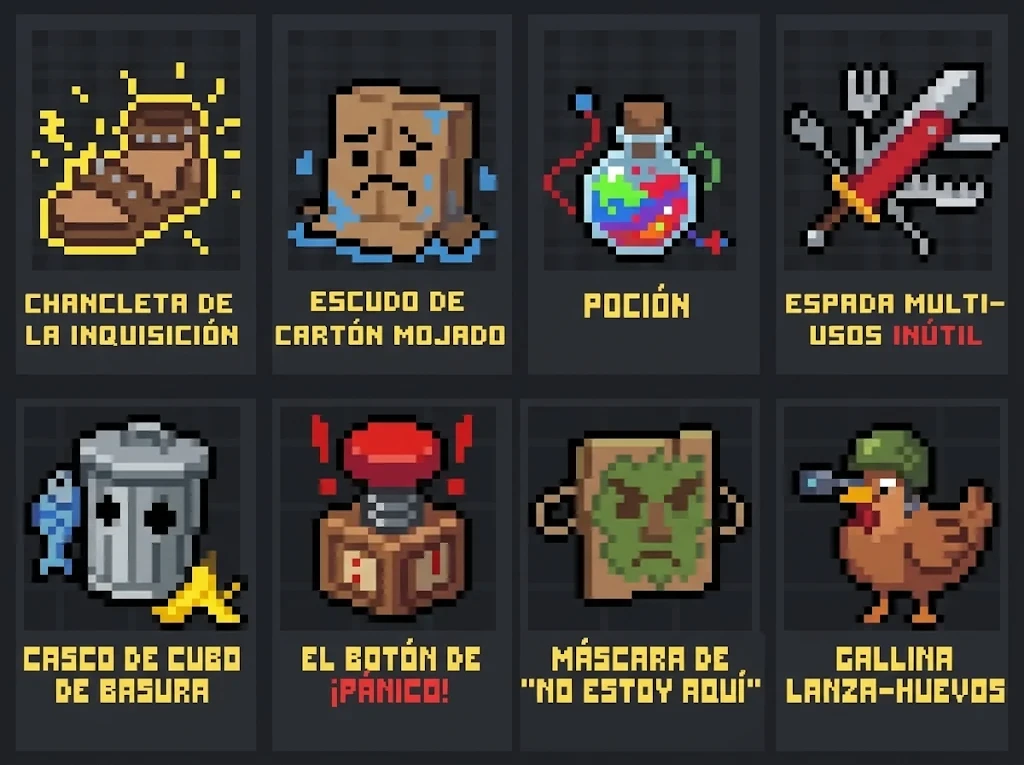 CHANCLETA DE
LA INQUISICIÓN
ESCUDO DE
CARTÓN MOJADO
POCIÓN
ESPADA MULTI-
USOS INÚTIL
CASCO DE CUBO
DE BASURA
EL BOTÓN DE
¡PÁNICO!
MÁSCARA DE
"NO ESTOY AQUÍ"
GALLINA
LANZA-HUEVOS